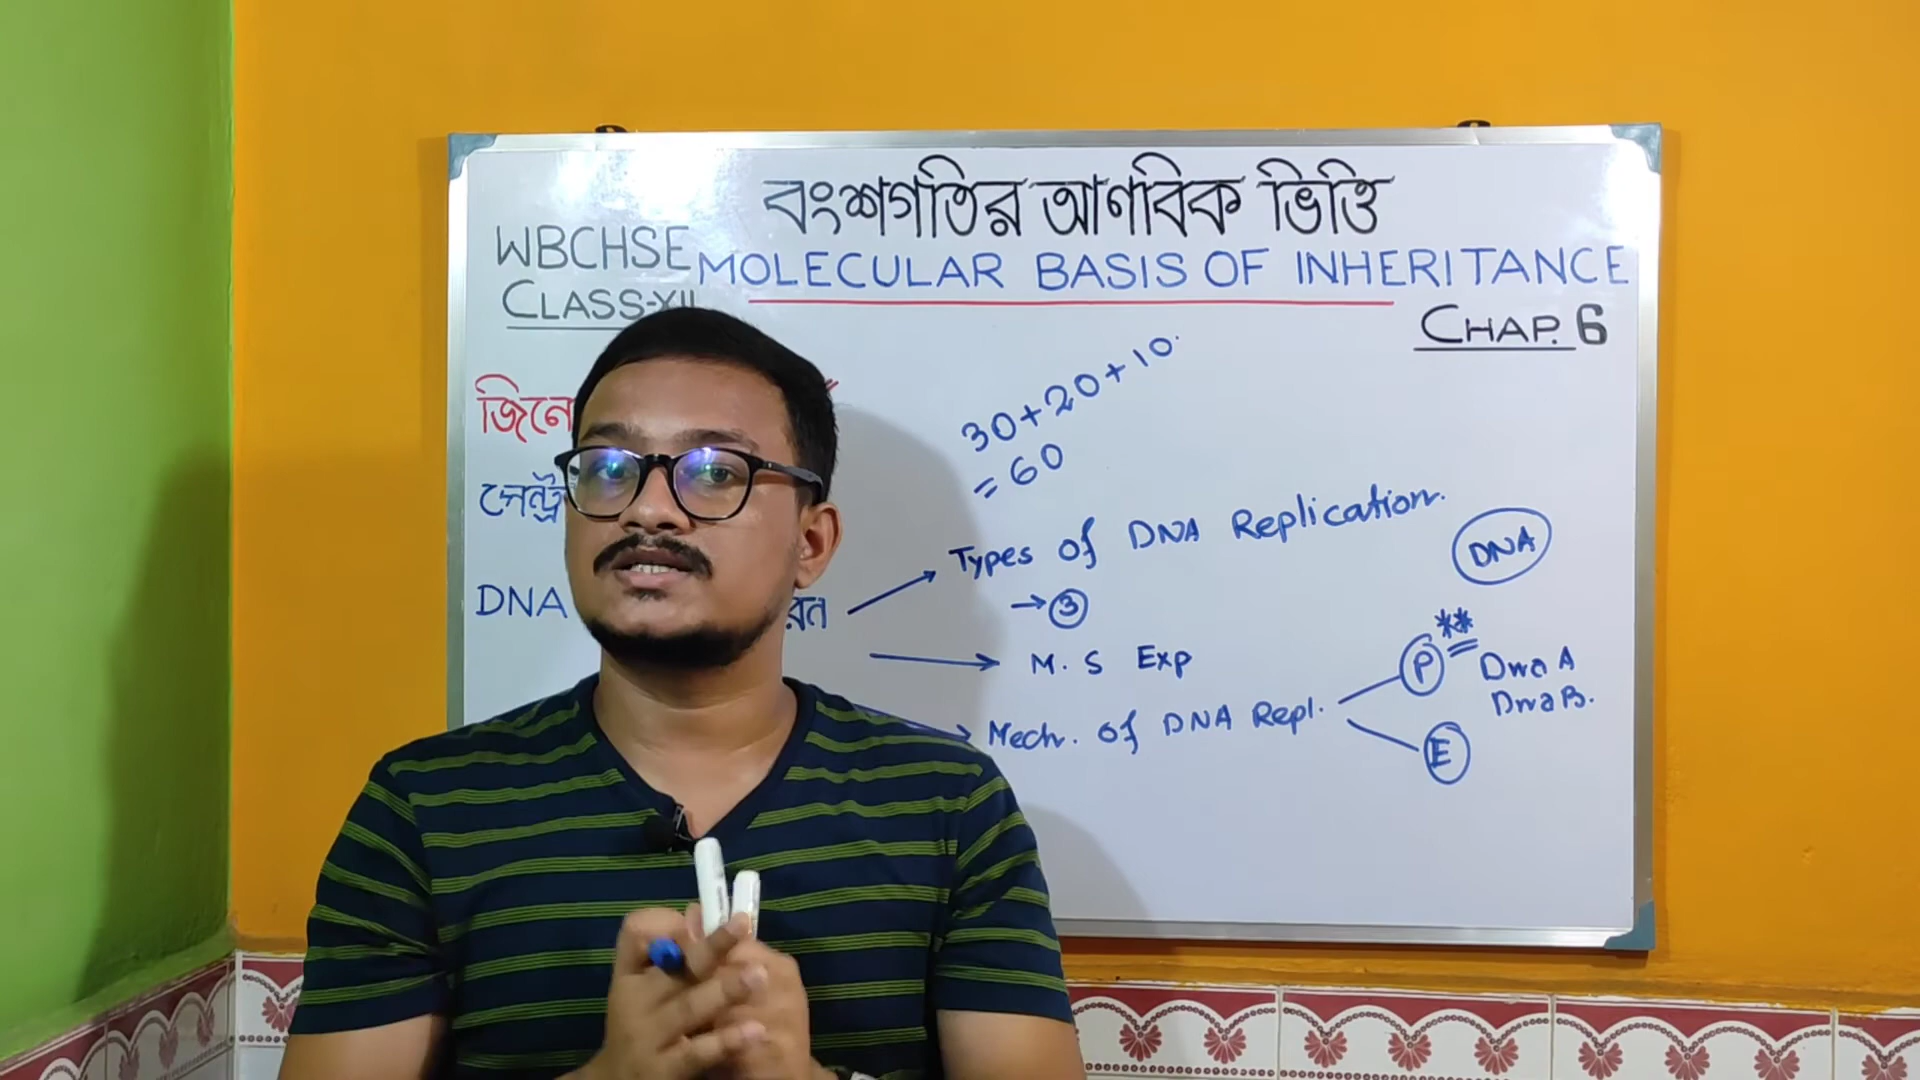 বংশগতির আণবিক ভিত্তি
WBCHSE
MOLECULAR BASIS OF INHERITANCE
CLASS-XII
CHAP. 6
30+20+10
= 60
Types of DNA Replication.
DNA
→ 3
DNA
M. S Exp
P **
Dna A
Dna B.
Mech. of DNA Repl.
E